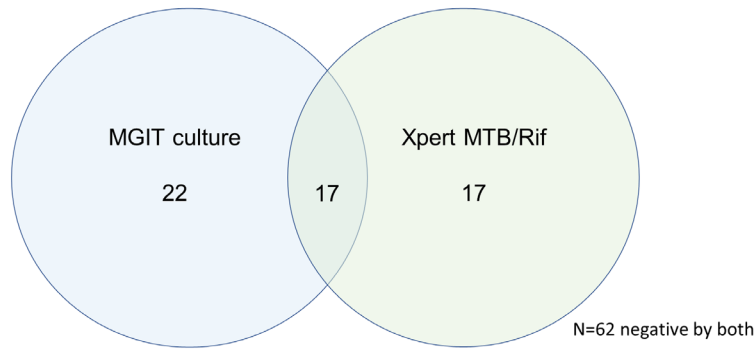 MGIT culture
Xpert MTB/Rif
22
17
17
N=62 negative by both